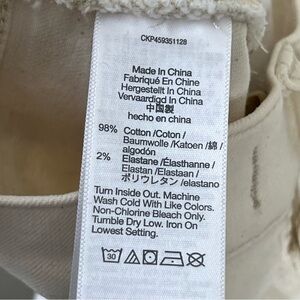 CKP459351128
Made In China
Fabriqué En Chine
Hergestellt In China
Vervaardigd In China
中国製
hecho en china
98% Cotton /Coton /
Baumwolle /Katoen /綿 /
algodón
2% Elastane /Élasthanne /
Elastan /Elastaan /
ポリウレタン /elastano
Turn Inside Out. Machine
Wash Cold With Like Colors.
Non-Chlorine Bleach Only.
Tumble Dry Low. Iron On
Lowest Setting.
30